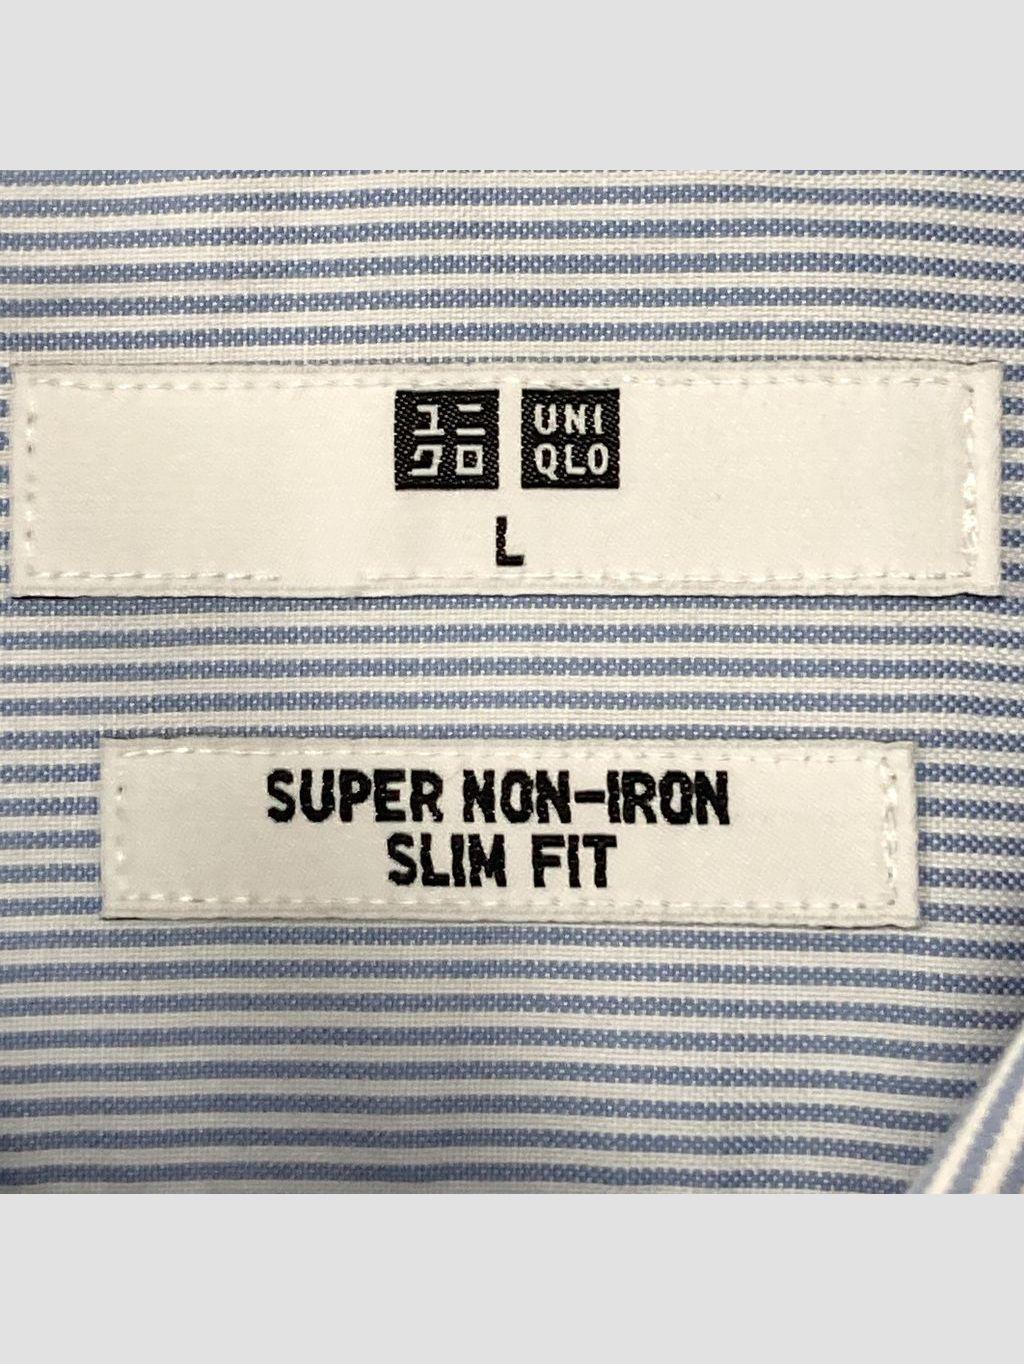 ユニ UNI
クロ QLO
L
SUPER NON-IRON
SLIM FIT